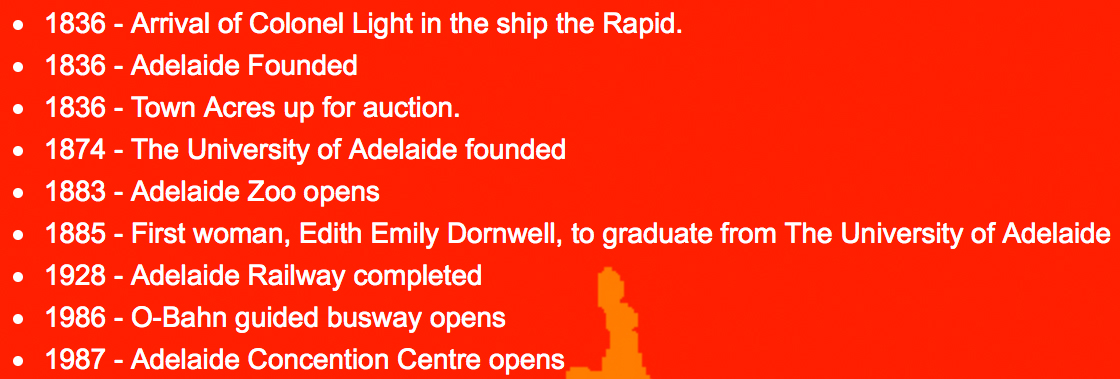 • 1836 - Arrival of Colonel Light in the ship the Rapid.
• 1836 - Adelaide Founded
• 1836 - Town Acres up for auction.
• 1874 - The University of Adelaide founded
• 1883 - Adelaide Zoo opens
• 1885 - First woman, Edith Emily Dornwell, to graduate from The University of Adelaide
• 1928 - Adelaide Railway completed
• 1986 - O-Bahn guided busway opens
• 1987 - Adelaide Concention Centre opens